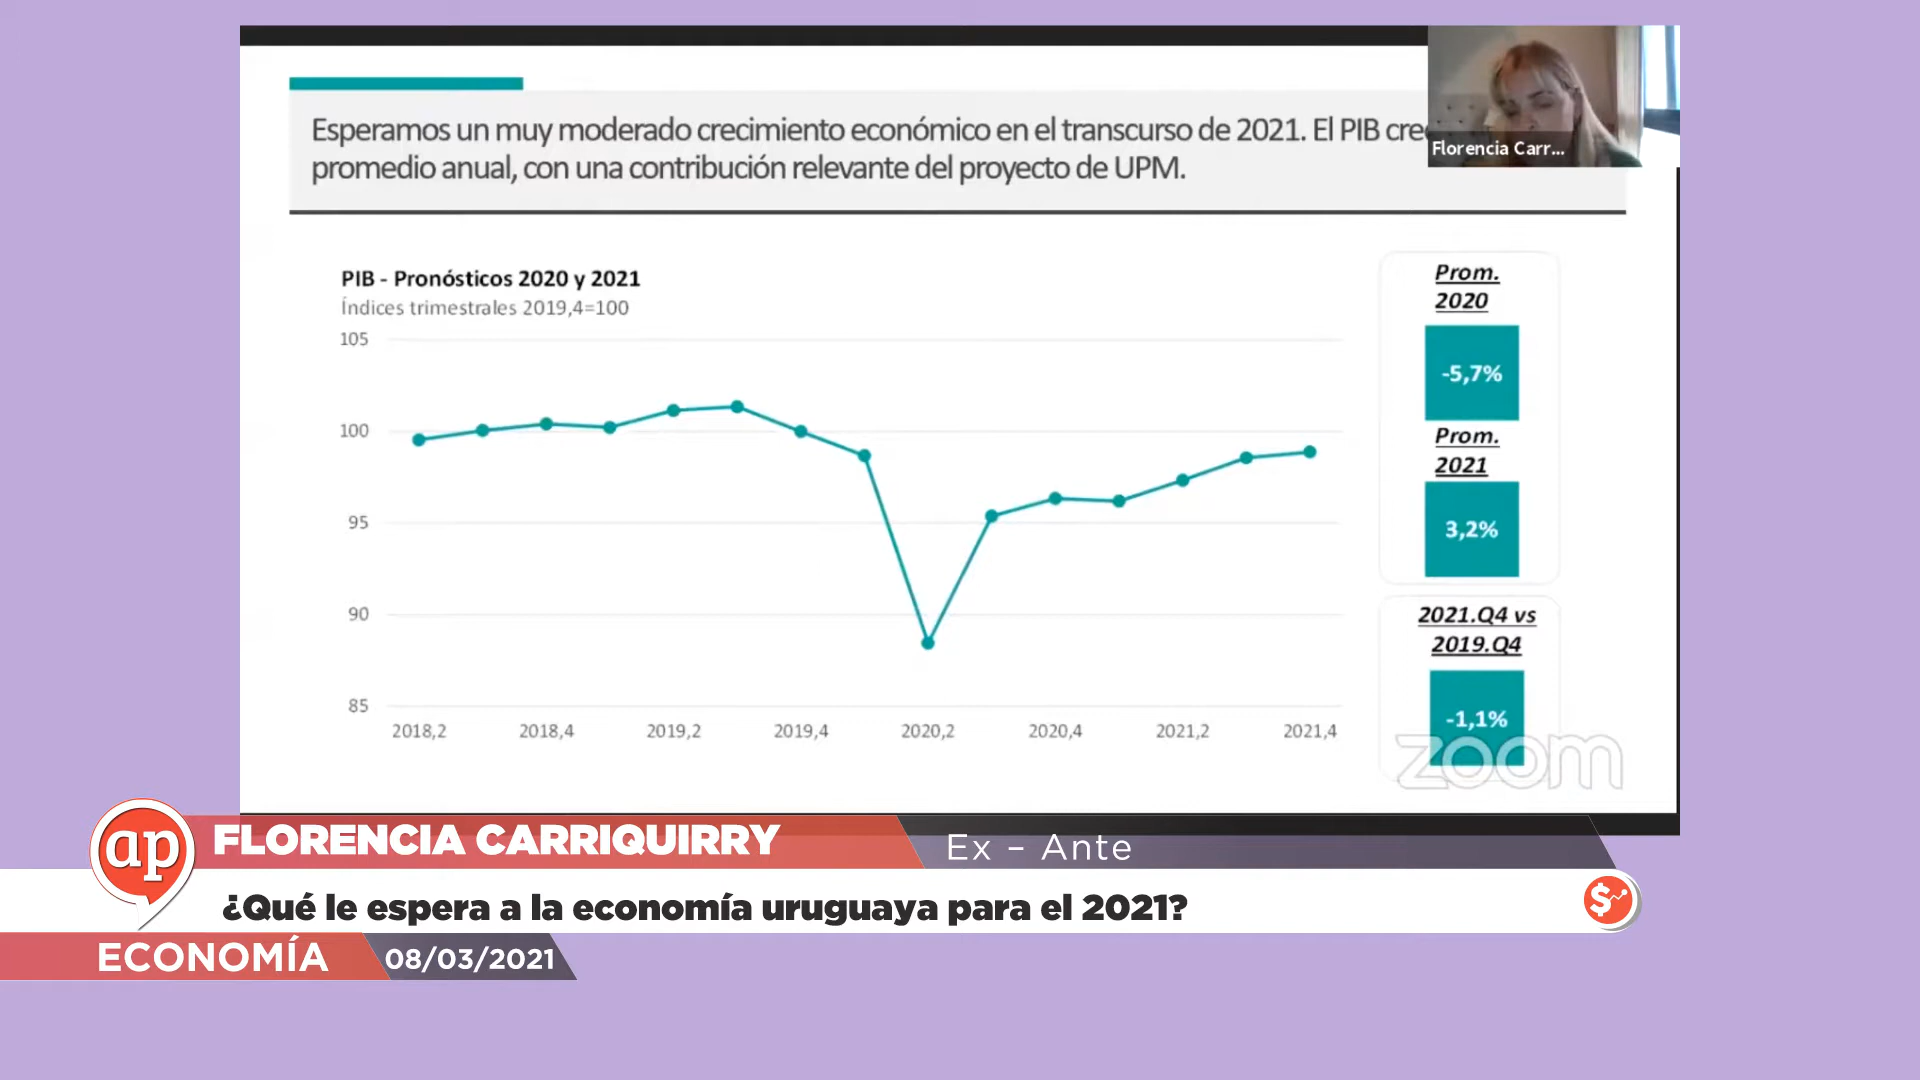 Esperamos un muy moderado crecimiento económico en el transcurso de 2021. El PIB
promedio anual, con una contribución relevante del proyecto de UPM.
Florencia Carr...
PIB - Pronósticos 2020 y 2021
Índices trimestrales 2019,4=100
105
100
95
90
85
2018,2 2018,4 2019,2 2019,4 2020,2 2020,4 2021,2 2021,4
Prom.
2020
-5,7%
Prom.
2021
3,2%
2021.Q4 vs
2019.Q4
-1,1%
zoom
ap
FLORENCIA CARRIQUIRRY
Ex – Ante
¿Qué le espera a la economía uruguaya para el 2021?
$
ECONOMÍA
08/03/2021